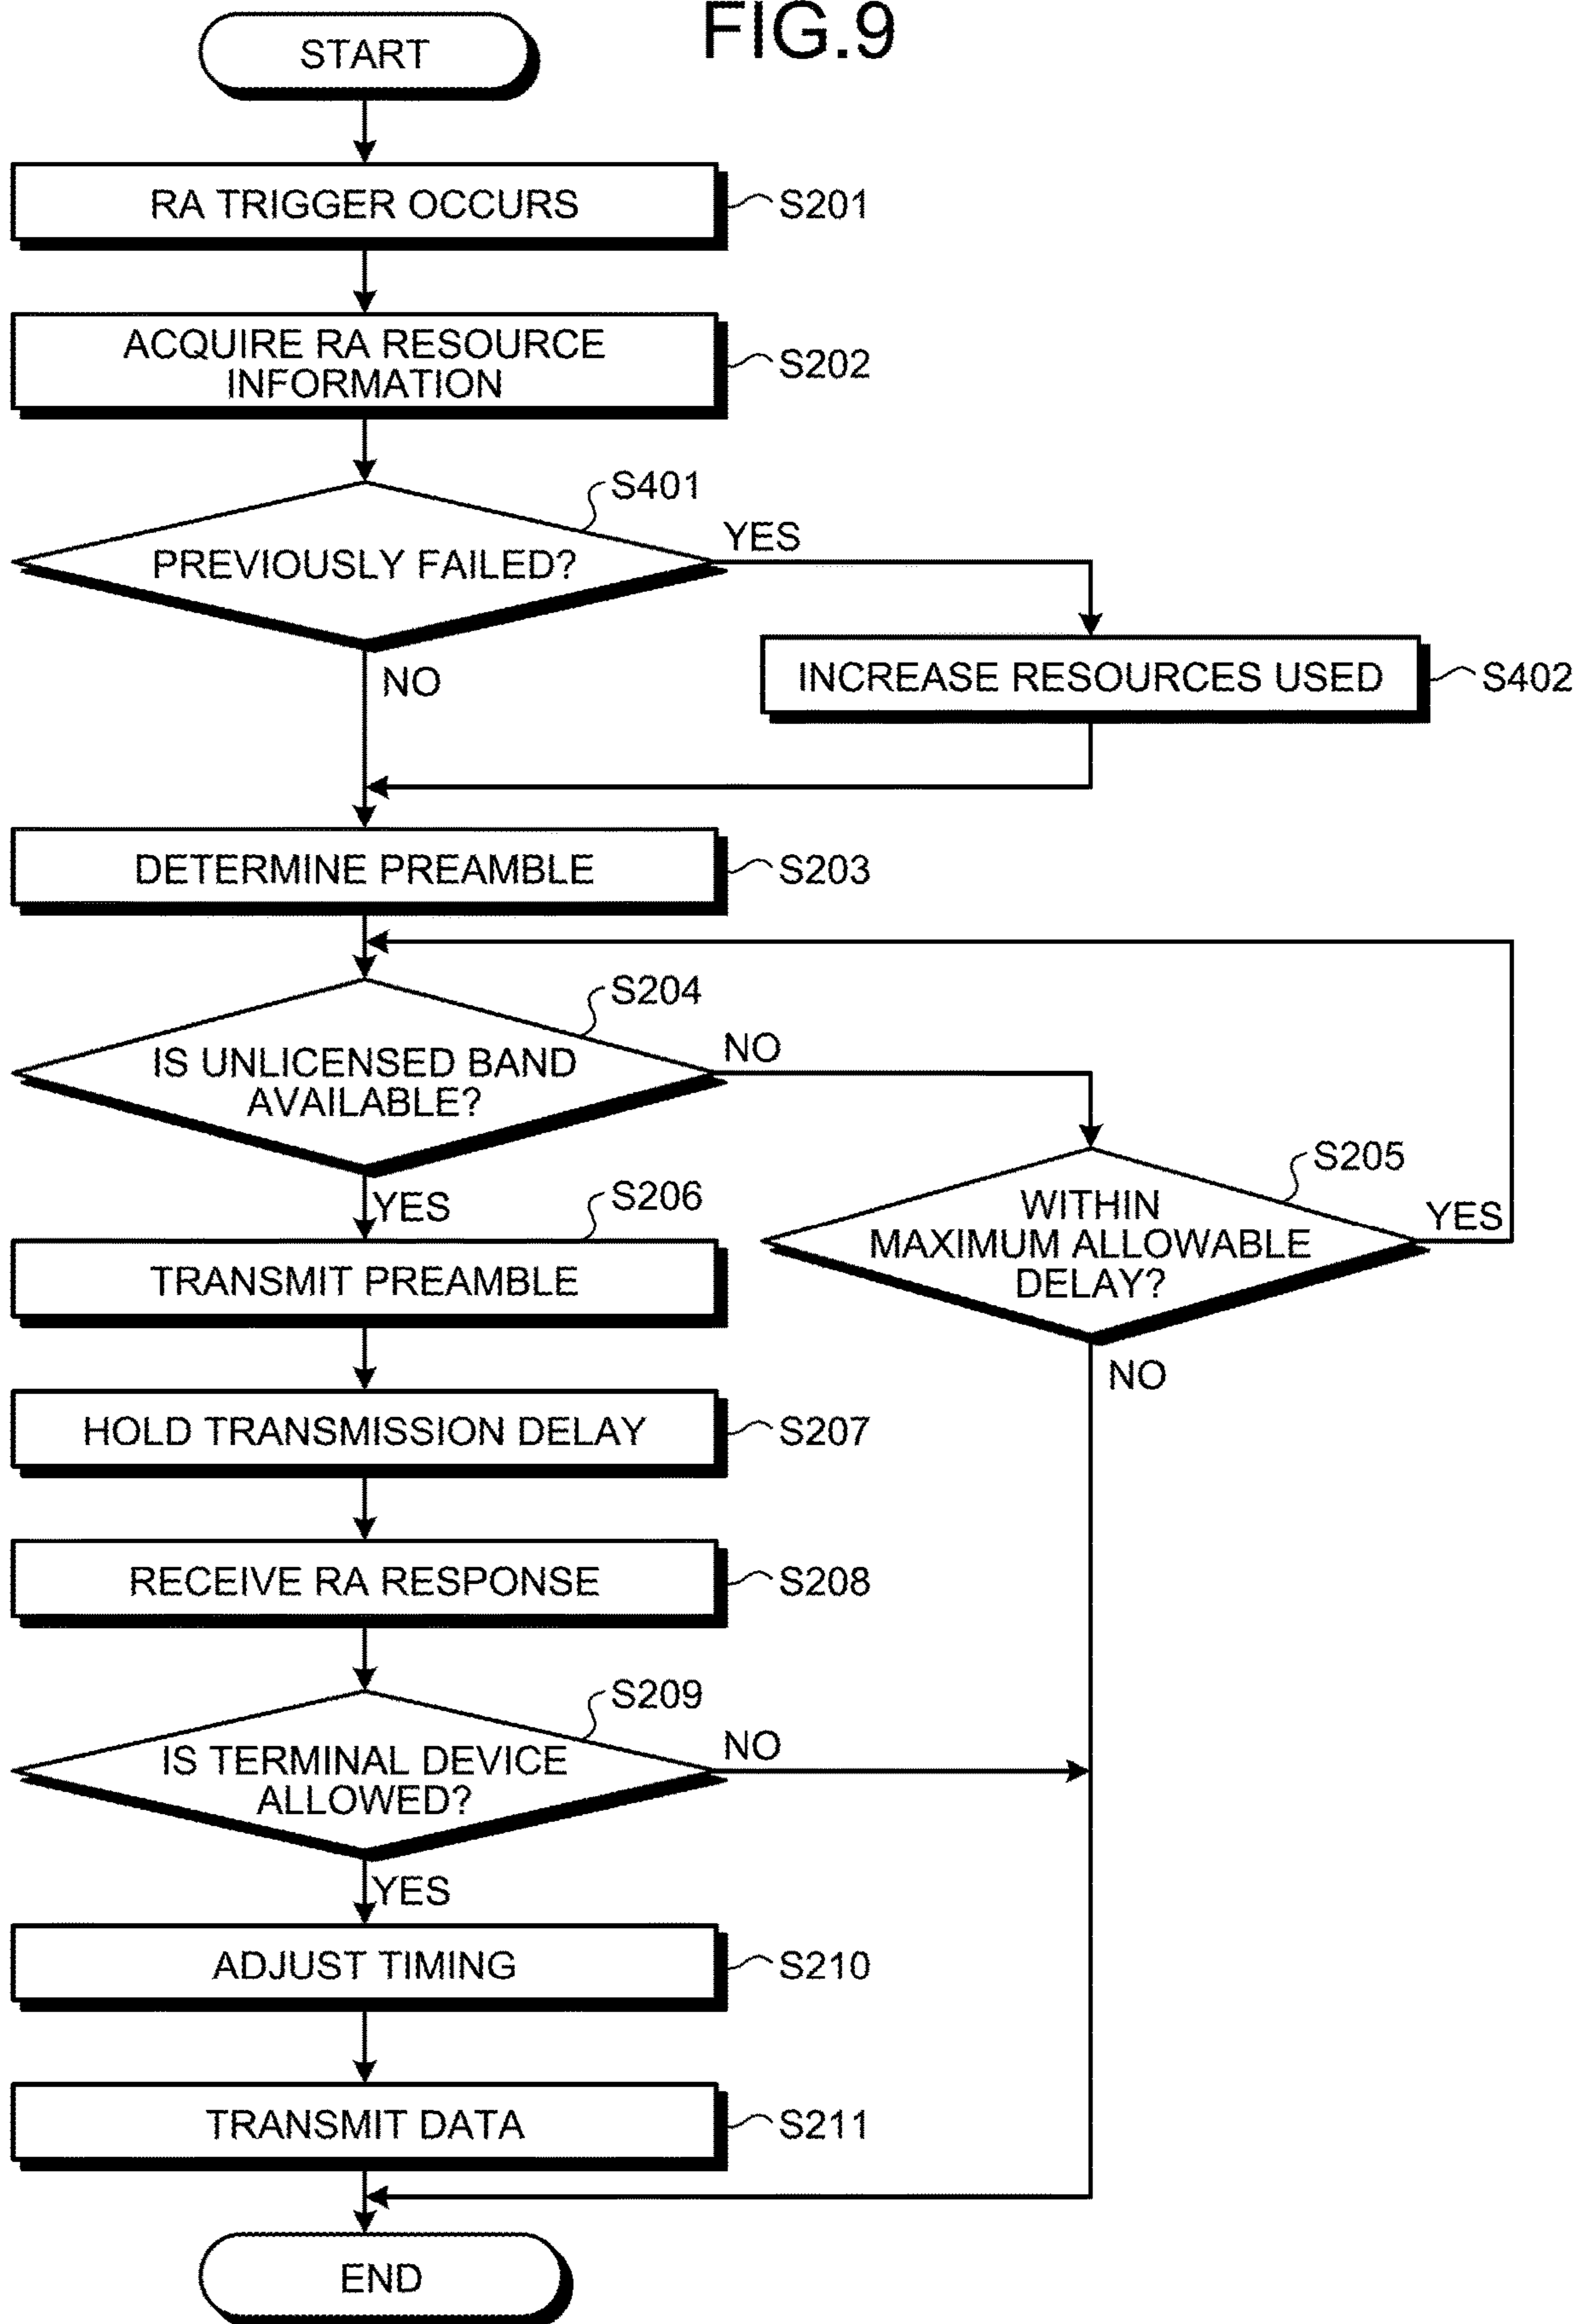 FIG.9
START
RA TRIGGER OCCURS
S201
ACQUIRE RA RESOURCE
INFORMATION
S202
S401
PREVIOUSLY FAILED?
YES
NO
INCREASE RESOURCES USED
S402
DETERMINE PREAMBLE
S203
S204
IS UNLICENSED BAND
AVAILABLE?
NO
YES
S205
WITHIN
MAXIMUM ALLOWABLE
DELAY?
YES
NO
S206
TRANSMIT PREAMBLE
HOLD TRANSMISSION DELAY
S207
RECEIVE RA RESPONSE
S208
S209
IS TERMINAL DEVICE
ALLOWED?
NO
YES
ADJUST TIMING
S210
TRANSMIT DATA
S211
END